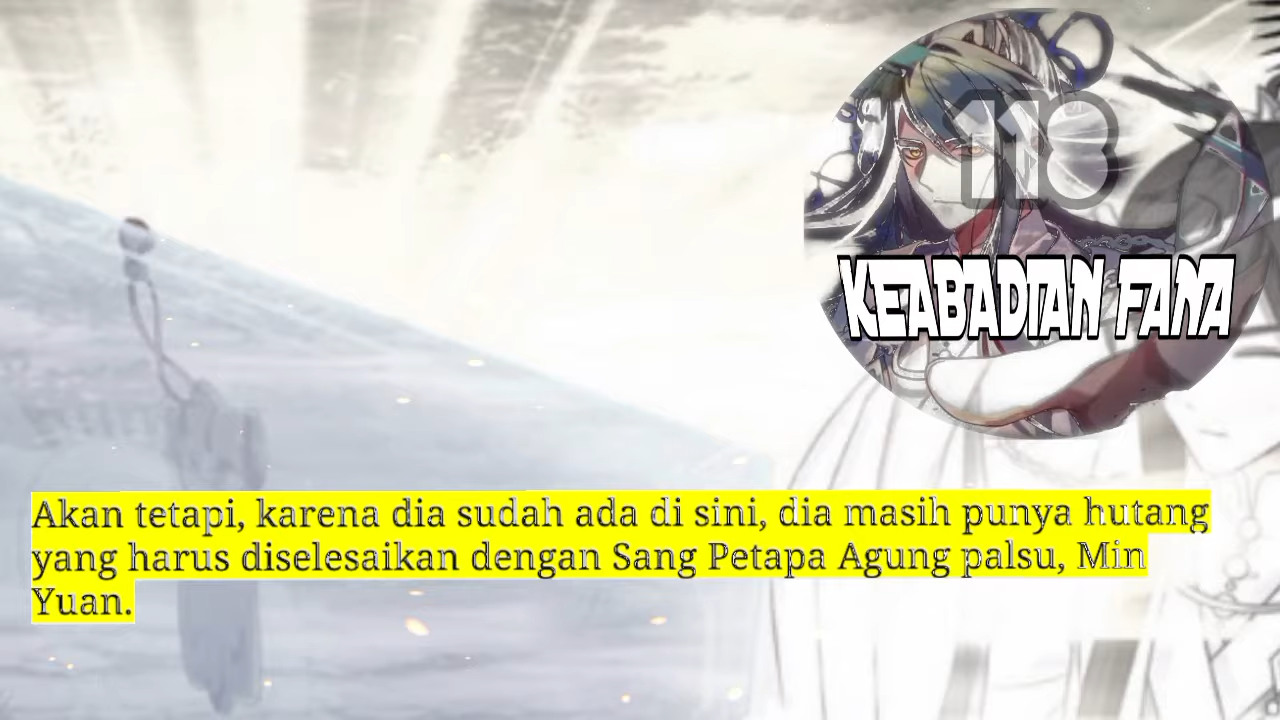 118
KEABADIAN FANA
Akan tetapi, karena dia sudah ada di sini, dia masih punya hutang
yang harus diselesaikan dengan Sang Petapa Agung palsu, Min
Yuan.